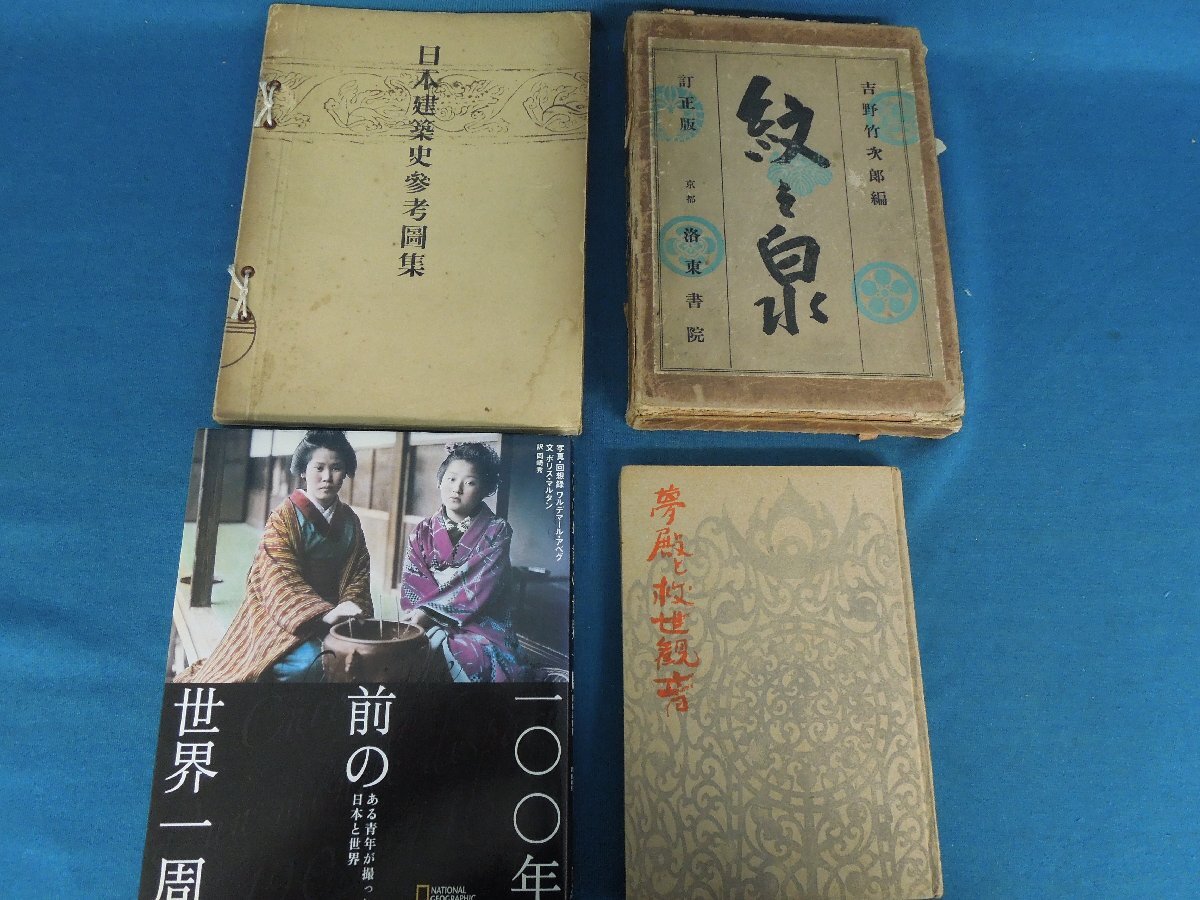 日本建築史參考圖集
吉野竹次郎編
紋之泉
訂正版
京都 洛東書院
写真・回想録 ワルデマール・アベグ
文 ボリス・マルタン
訳 岡崎秀
一〇〇年
前の
世界一周
ある青年が撮っ
日本と世界
NATIONAL
GEOGRAPHIC
夢殿と救世観音